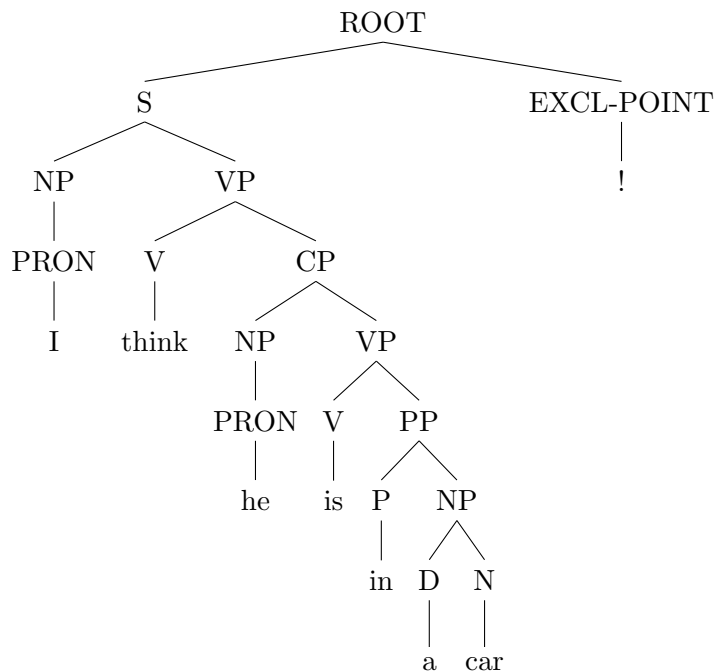 ROOT
S EXCL-POINT
NP VP !
PRON V CP
I think NP VP
PRON V PP
he is P NP
in D N
a car